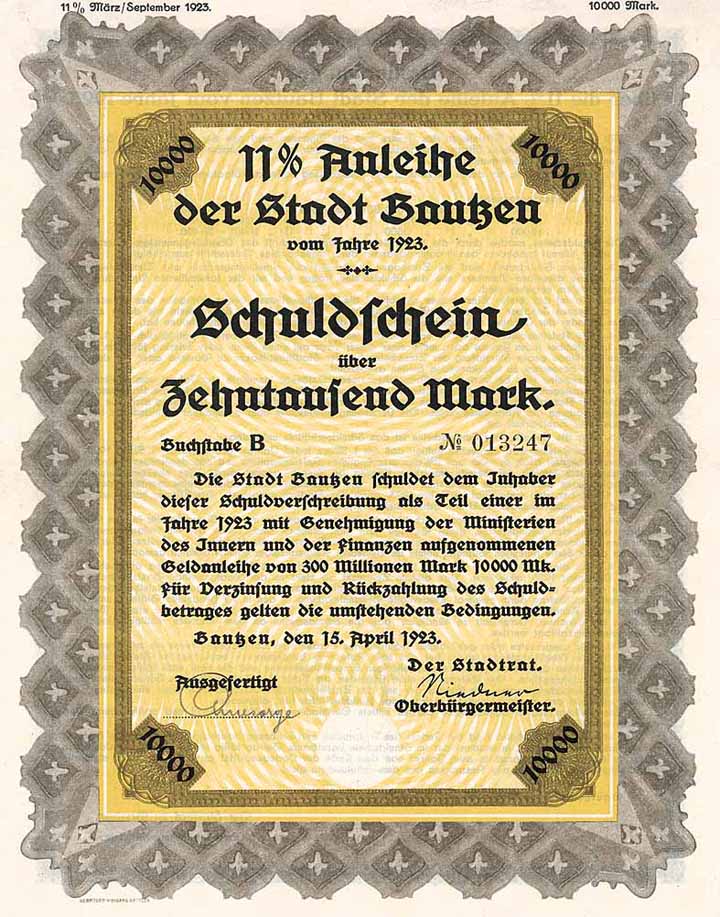 11% März/September 1923.
10000 Mark.
10000
10000
11% Anleihe
der Stadt Bautzen
vom Jahre 1923.
Schuldschein
über
Zehntausend Mark.
Buchstabe B
№ 013247
Die Stadt Bautzen schuldet dem Inhaber
dieser Schuldverschreibung als Teil einer im
Jahre 1923 mit Genehmigung der Ministerien
des Innern und der Finanzen aufgenommenen
Geldanleihe von 300 Millionen Mark 10000 Mk.
Für Verzinsung und Rückzahlung des Schuld-
betrages gelten die umstehenden Bedingungen.
Bautzen, den 15. April 1923.
Der Stadtrat.
Ausgefertigt
Niedner
Oberbürgermeister.
10000
10000